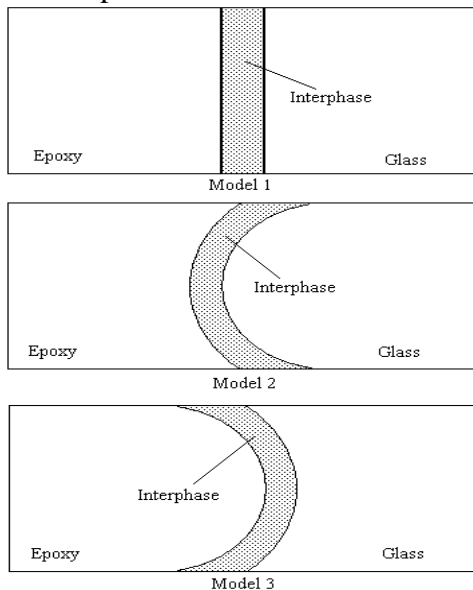 Interphase
Epoxy Glass
Model 1
Interphase
Epoxy Glass
Model 2
Interphase
Epoxy Glass
Model 3